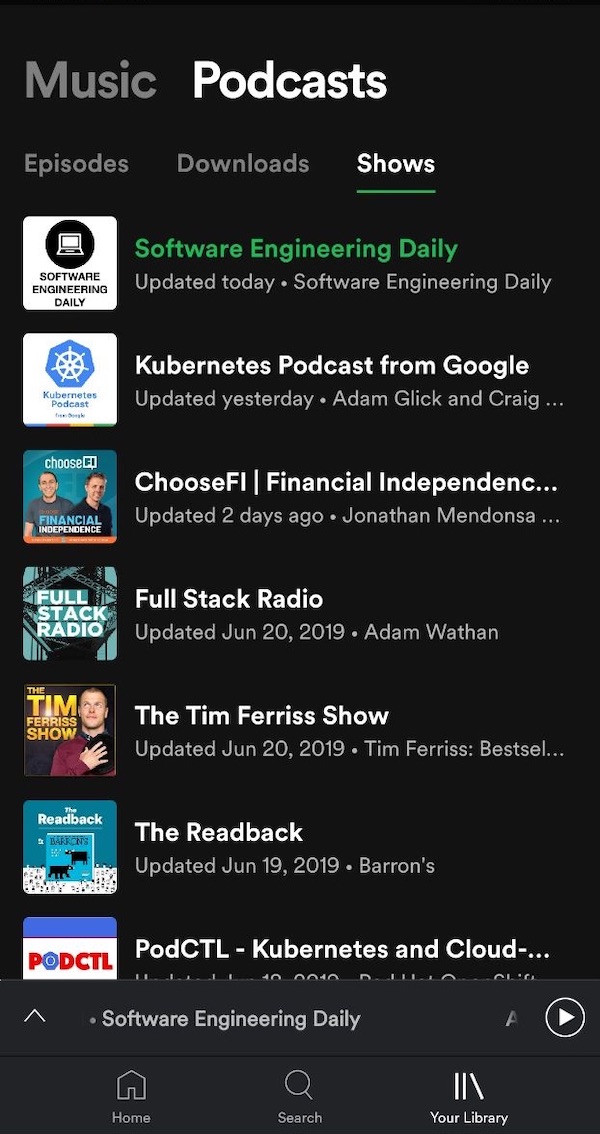 Music Podcasts
Episodes Downloads Shows
SOFTWARE
ENGINEERING
DAILY
Software Engineering Daily
Updated today • Software Engineering Daily
Kubernetes
Podcast
from Google
Kubernetes Podcast from Google
Updated yesterday • Adam Glick and Craig ...
chooseFI
FINANCIAL
INDEPENDENCE
ChooseFI | Financial Independenc...
Updated 2 days ago • Jonathan Mendonsa ...
FULL
STACK
RADIO
Full Stack Radio
Updated Jun 20, 2019 • Adam Wathan
THE
TIM
FERRISS
SHOW
The Tim Ferriss Show
Updated Jun 20, 2019 • Tim Ferriss: Bestsel...
The
Readback
BARRON'S
The Readback
Updated Jun 19, 2019 • Barron's
PODCTL
PodCTL - Kubernetes and Cloud-...
• Software Engineering Daily
Home Search Your Library